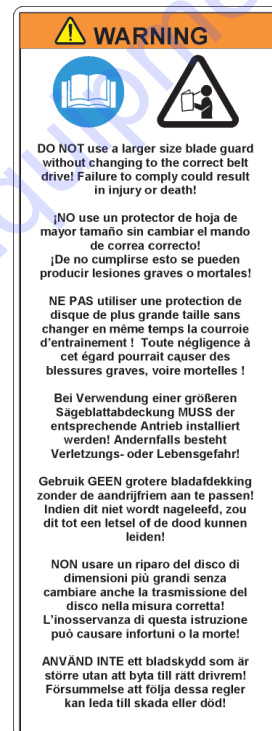 WARNING
DO NOT use a larger size blade guard
without changing to the correct belt
drive! Failure to comply could result
in injury or death!
¡NO use un protector de hoja de
mayor tamaño sin cambiar el mando
de correa correcto!
¡De no cumplirse esto se pueden
producir lesiones graves o mortales!
NE PAS utiliser une protection de
disque de plus grande taille sans
changer en même temps la courroie
d'entrainement ! Toute négligence à
cet égard pourrait causer des
blessures graves, voire mortelles !
Bei Verwendung einer größeren
Sägeblattabdeckung MUSS der
entsprechende Antrieb installiert
werden! Andernfalls besteht
Verletzungs- oder Lebensgefahr!
Gebruik GEEN grotere bladafdekking
zonder de aandrijfriem aan te passen!
Indien dit niet wordt nageleefd, zou
dit tot een letsel of de dood kunnen
leiden!
NON usare un riparo del disco di
dimensioni più grandi senza
cambiare anche la trasmissione del
disco nella misura corretta!
L'inosservanza di questa istruzione
può causare infortuni o la morte!
ANVÄND INTE ett bladskydd som är
större utan att byta till rätt drivrem!
Försummelse att följa dessa regler
kan leda till skada eller död!